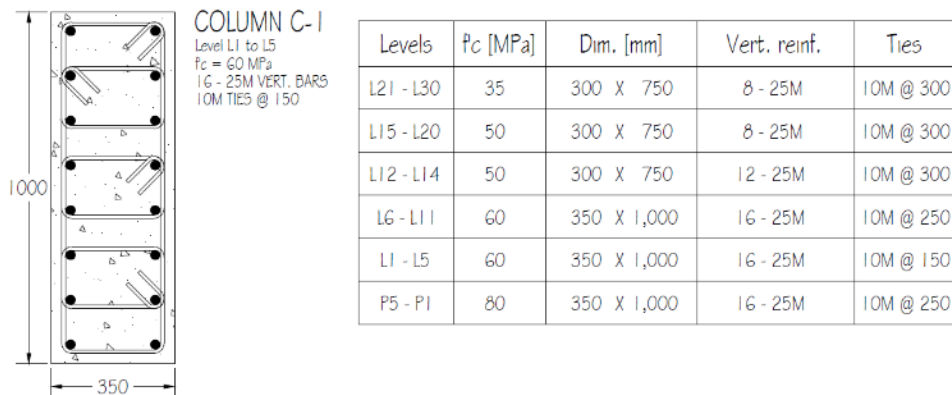 COLUMN C-1
Level L1 to L5
f'c = 60 MPa
16 - 25M VERT. BARS
10M TIES @ 150
1000
350
Levels f'c [MPa] Dim. [mm] Vert. reinf. Ties
L21 - L30 35 300 X 750 8 - 25M 10M @ 300
L15 - L20 50 300 X 750 8 - 25M 10M @ 300
L12 - L14 50 300 X 750 12 - 25M 10M @ 300
L6 - L11 60 350 X 1,000 16 - 25M 10M @ 250
L1 - L5 60 350 X 1,000 16 - 25M 10M @ 150
P5 - P1 80 350 X 1,000 16 - 25M 10M @ 250